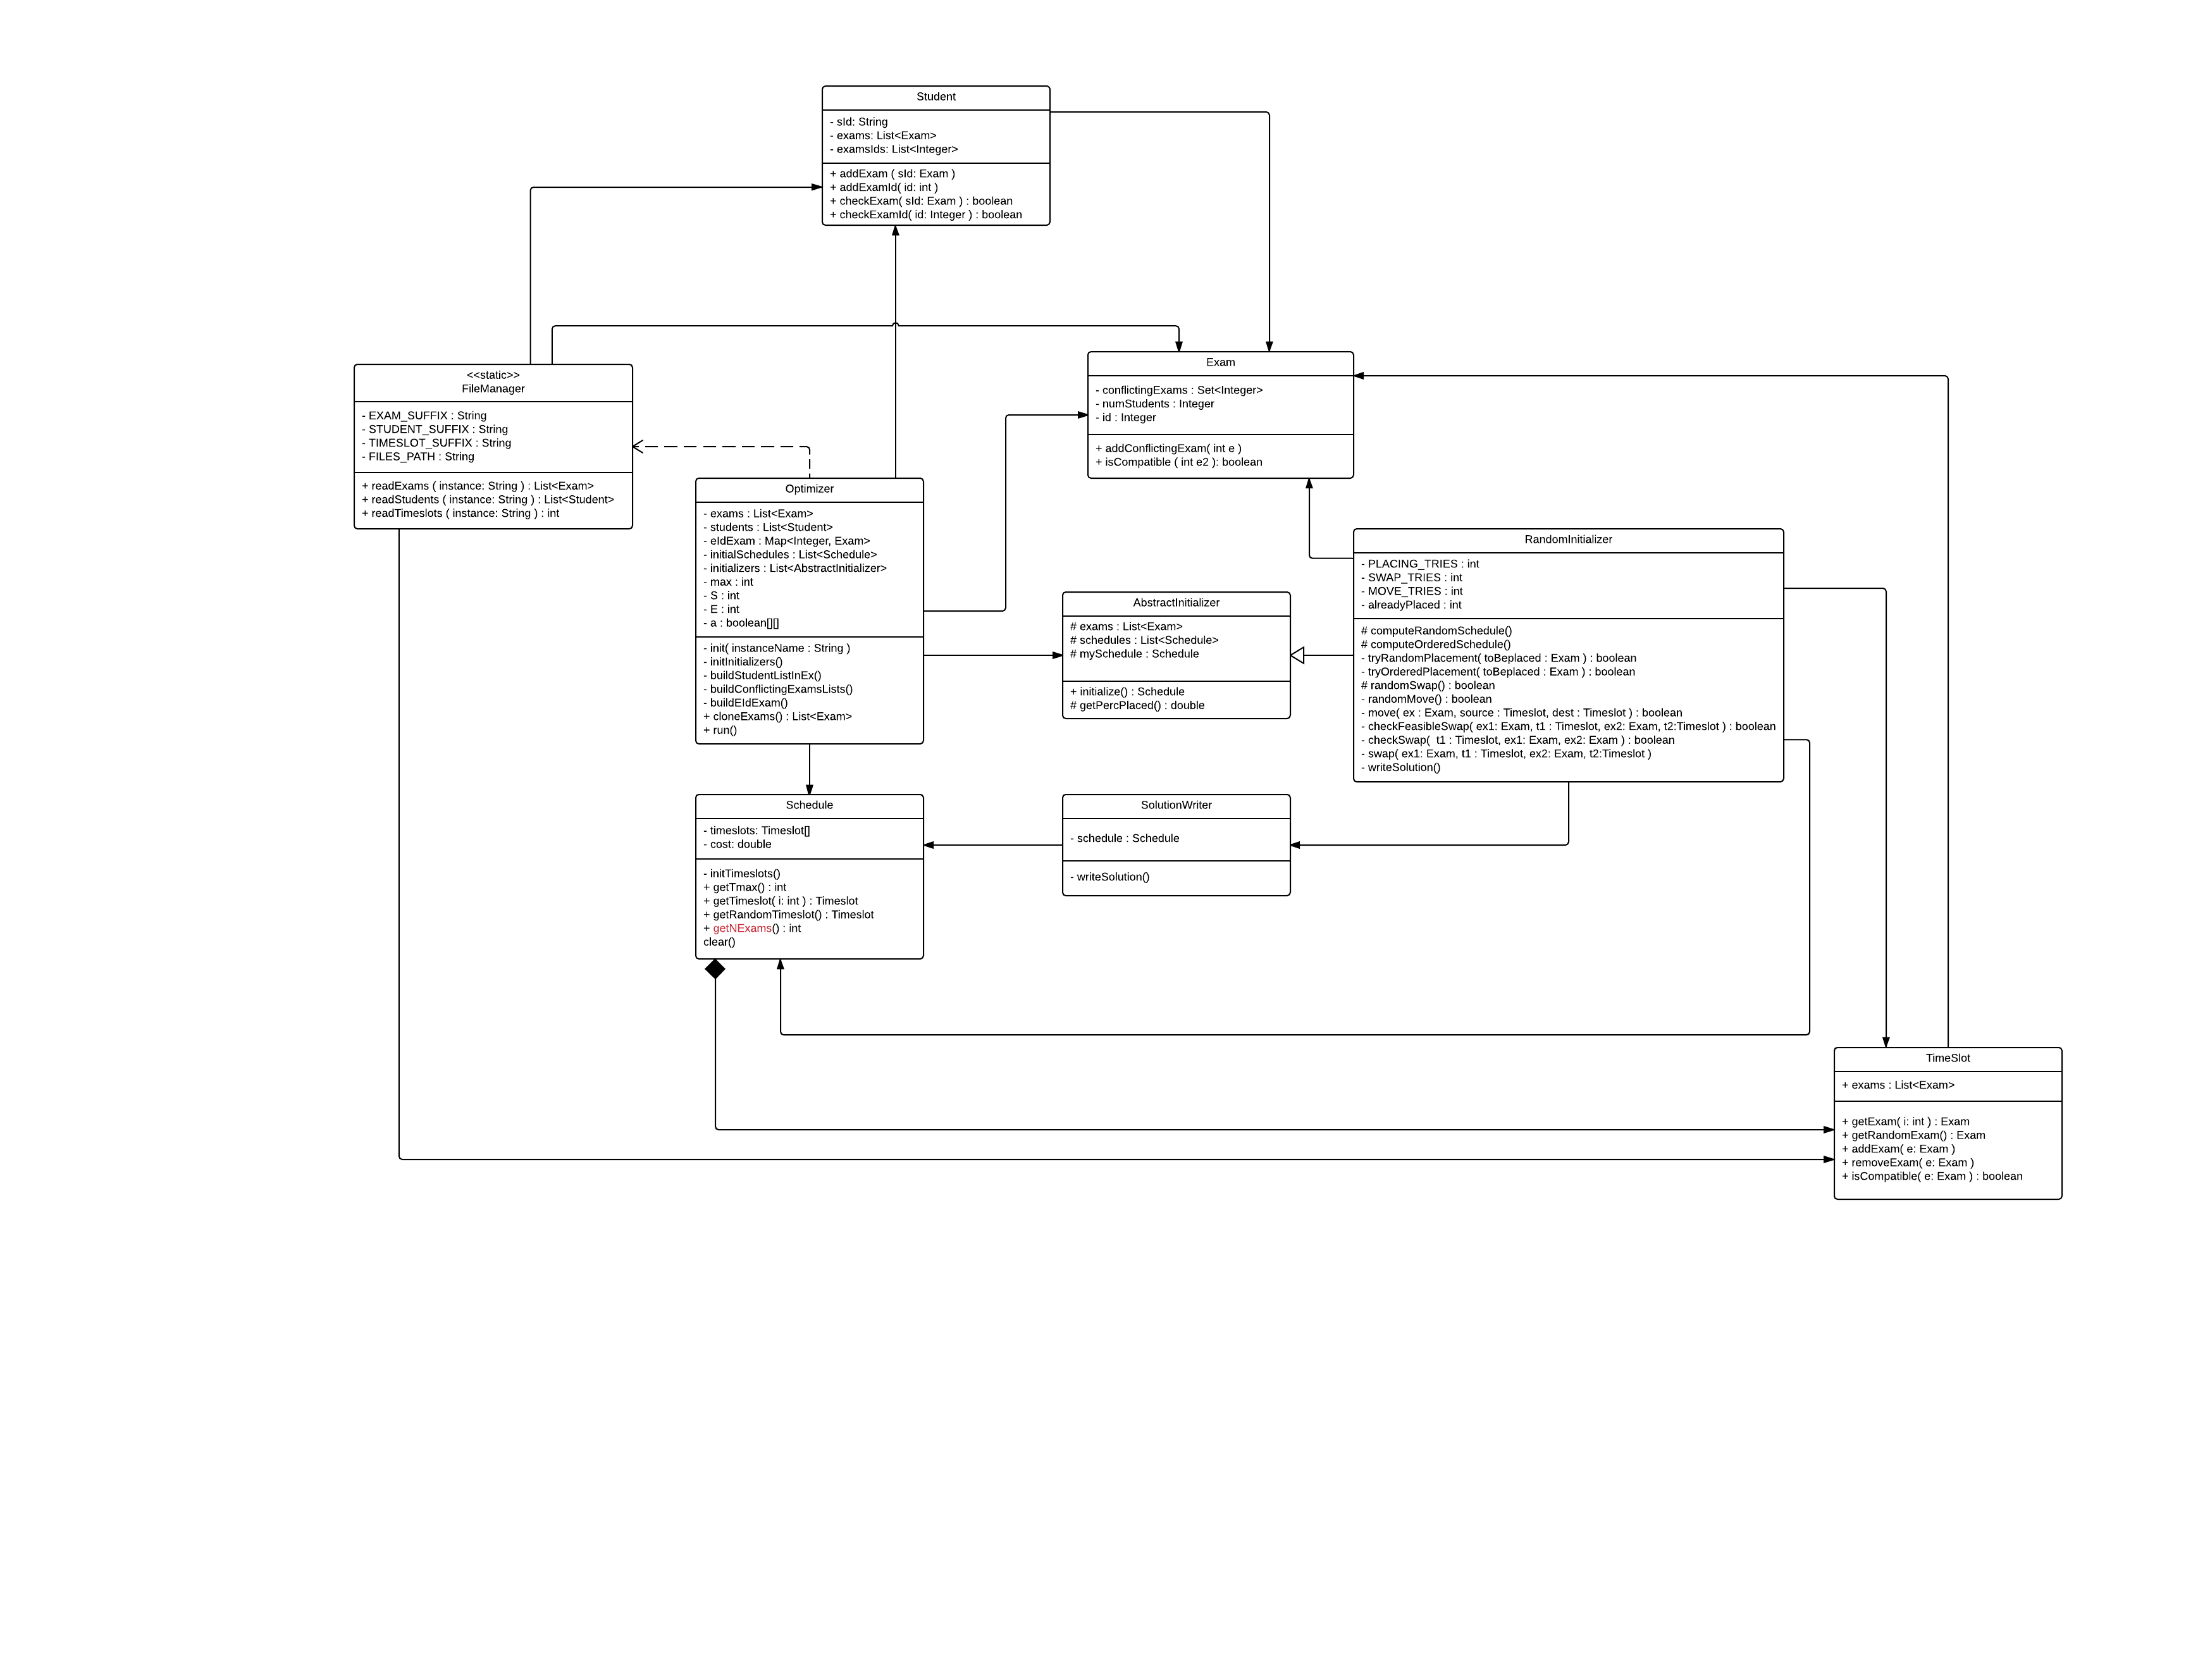 Student
- sId: String
- exams: List<Exam>
- examsIds: List<Integer>
+ addExam ( sId: Exam )
+ addExamId( id: int )
+ checkExam( sId: Exam ) : boolean
+ checkExamId( id: Integer ) : boolean
<<static>>
FileManager
- EXAM_SUFFIX : String
- STUDENT_SUFFIX : String
- TIMESLOT_SUFFIX : String
- FILES_PATH : String
+ readExams ( instance: String ) : List<Exam>
+ readStudents ( instance: String ) : List<Student>
+ readTimeslots ( instance: String ) : int
Exam
- conflictingExams : Set<Integer>
- numStudents : Integer
- id : Integer
+ addConflictingExam( int e )
+ isCompatible ( int e2 ): boolean
Optimizer
- exams : List<Exam>
- students : List<Student>
- eIdExam : Map<Integer, Exam>
- initialSchedules : List<Schedule>
- initializers : List<AbstractInitializer>
- max : int
- S : int
- E : int
- a : boolean[][]
- init( instanceName : String )
- initInitializers()
- buildStudentListInEx()
- buildConflictingExamsLists()
- buildEIdExam()
+ cloneExams() : List<Exam>
+ run()
AbstractInitializer
# exams : List<Exam>
# schedules : List<Schedule>
# mySchedule : Schedule
+ initialize() : Schedule
# getPercPlaced() : double
RandomInitializer
- PLACING_TRIES : int
- SWAP_TRIES : int
- MOVE_TRIES : int
- alreadyPlaced : int
# computeRandomSchedule()
# computeOrderedSchedule()
- tryRandomPlacement( toBeplaced : Exam ) : boolean
- tryOrderedPlacement( toBeplaced : Exam ) : boolean
# randomSwap() : boolean
- randomMove() : boolean
- move( ex : Exam, source : Timeslot, dest : Timeslot ) : boolean
- checkFeasibleSwap( ex1: Exam, t1 : Timeslot, ex2: Exam, t2:Timeslot ) : boolean
- checkSwap(  t1 : Timeslot, ex1: Exam, ex2: Exam ) : boolean
- swap( ex1: Exam, t1 : Timeslot, ex2: Exam, t2:Timeslot )
- writeSolution()
Schedule
- timeslots: Timeslot[]
- cost: double
- initTimeslots()
+ getTmax() : int
+ getTimeslot( i: int ) : Timeslot
+ getRandomTimeslot() : Timeslot
+ getNExams() : int
clear()
SolutionWriter
- schedule : Schedule
- writeSolution()
TimeSlot
+ exams : List<Exam>
+ getExam( i: int ) : Exam
+ getRandomExam() : Exam
+ addExam( e: Exam )
+ removeExam( e: Exam )
+ isCompatible( e: Exam ) : boolean